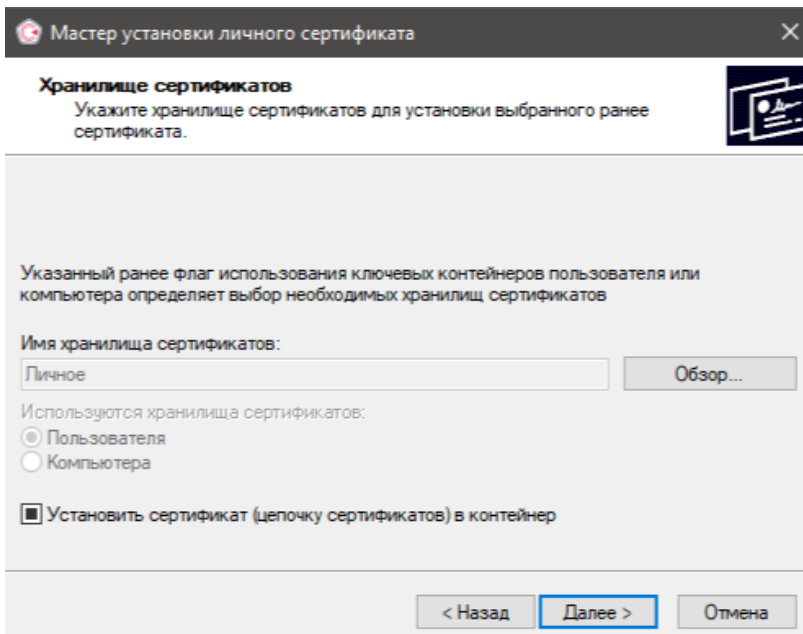 Мастер установки личного сертификата
Хранилище сертификатов
Укажите хранилище сертификатов для установки выбранного ранее
сертификата.
Указанный ранее флаг использования ключевых контейнеров пользователя или
компьютера определяет выбор необходимых хранилищ сертификатов
Имя хранилища сертификатов:
Личное
Обзор...
Используются хранилища сертификатов:
Пользователя
Компьютера
Установить сертификат (цепочку сертификатов) в контейнер
< Назад
Далее >
Отмена